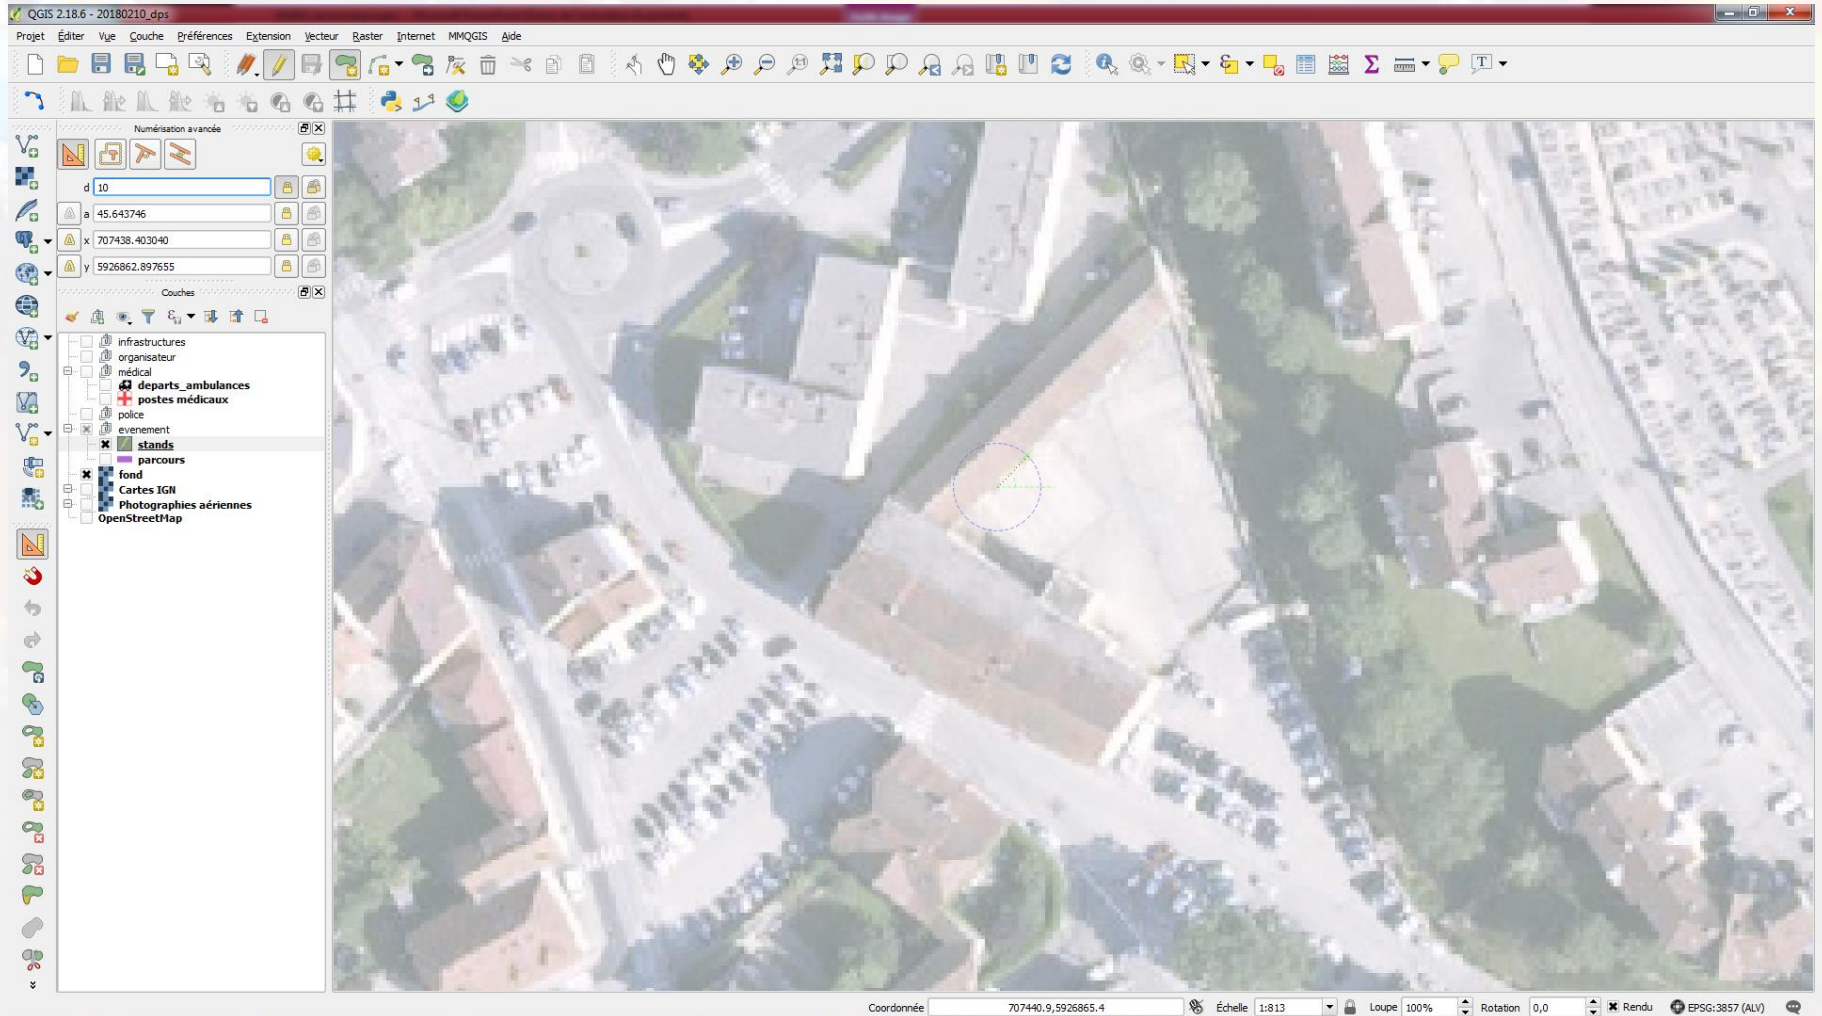 QGIS 2.18.6 - 20180210_dps
Projet Éditer Vue Couche Préférences Extension Vecteur Raster Internet MMQGIS Aide
Numérisation avancée
d 10
a 45.643746
x 707438.403040
y 5926862.897655
Couches
infrastructures
organisateur
médical
departs_ambulances
postes médicaux
police
evenement
stands
parcours
fond
Cartes IGN
Photographies aériennes
OpenStreetMap
Coordonnée 707440.9,5926865.4 Échelle 1:813 Loupe 100% Rotation 0,0 Rendu EPSG:3857 (ALV)